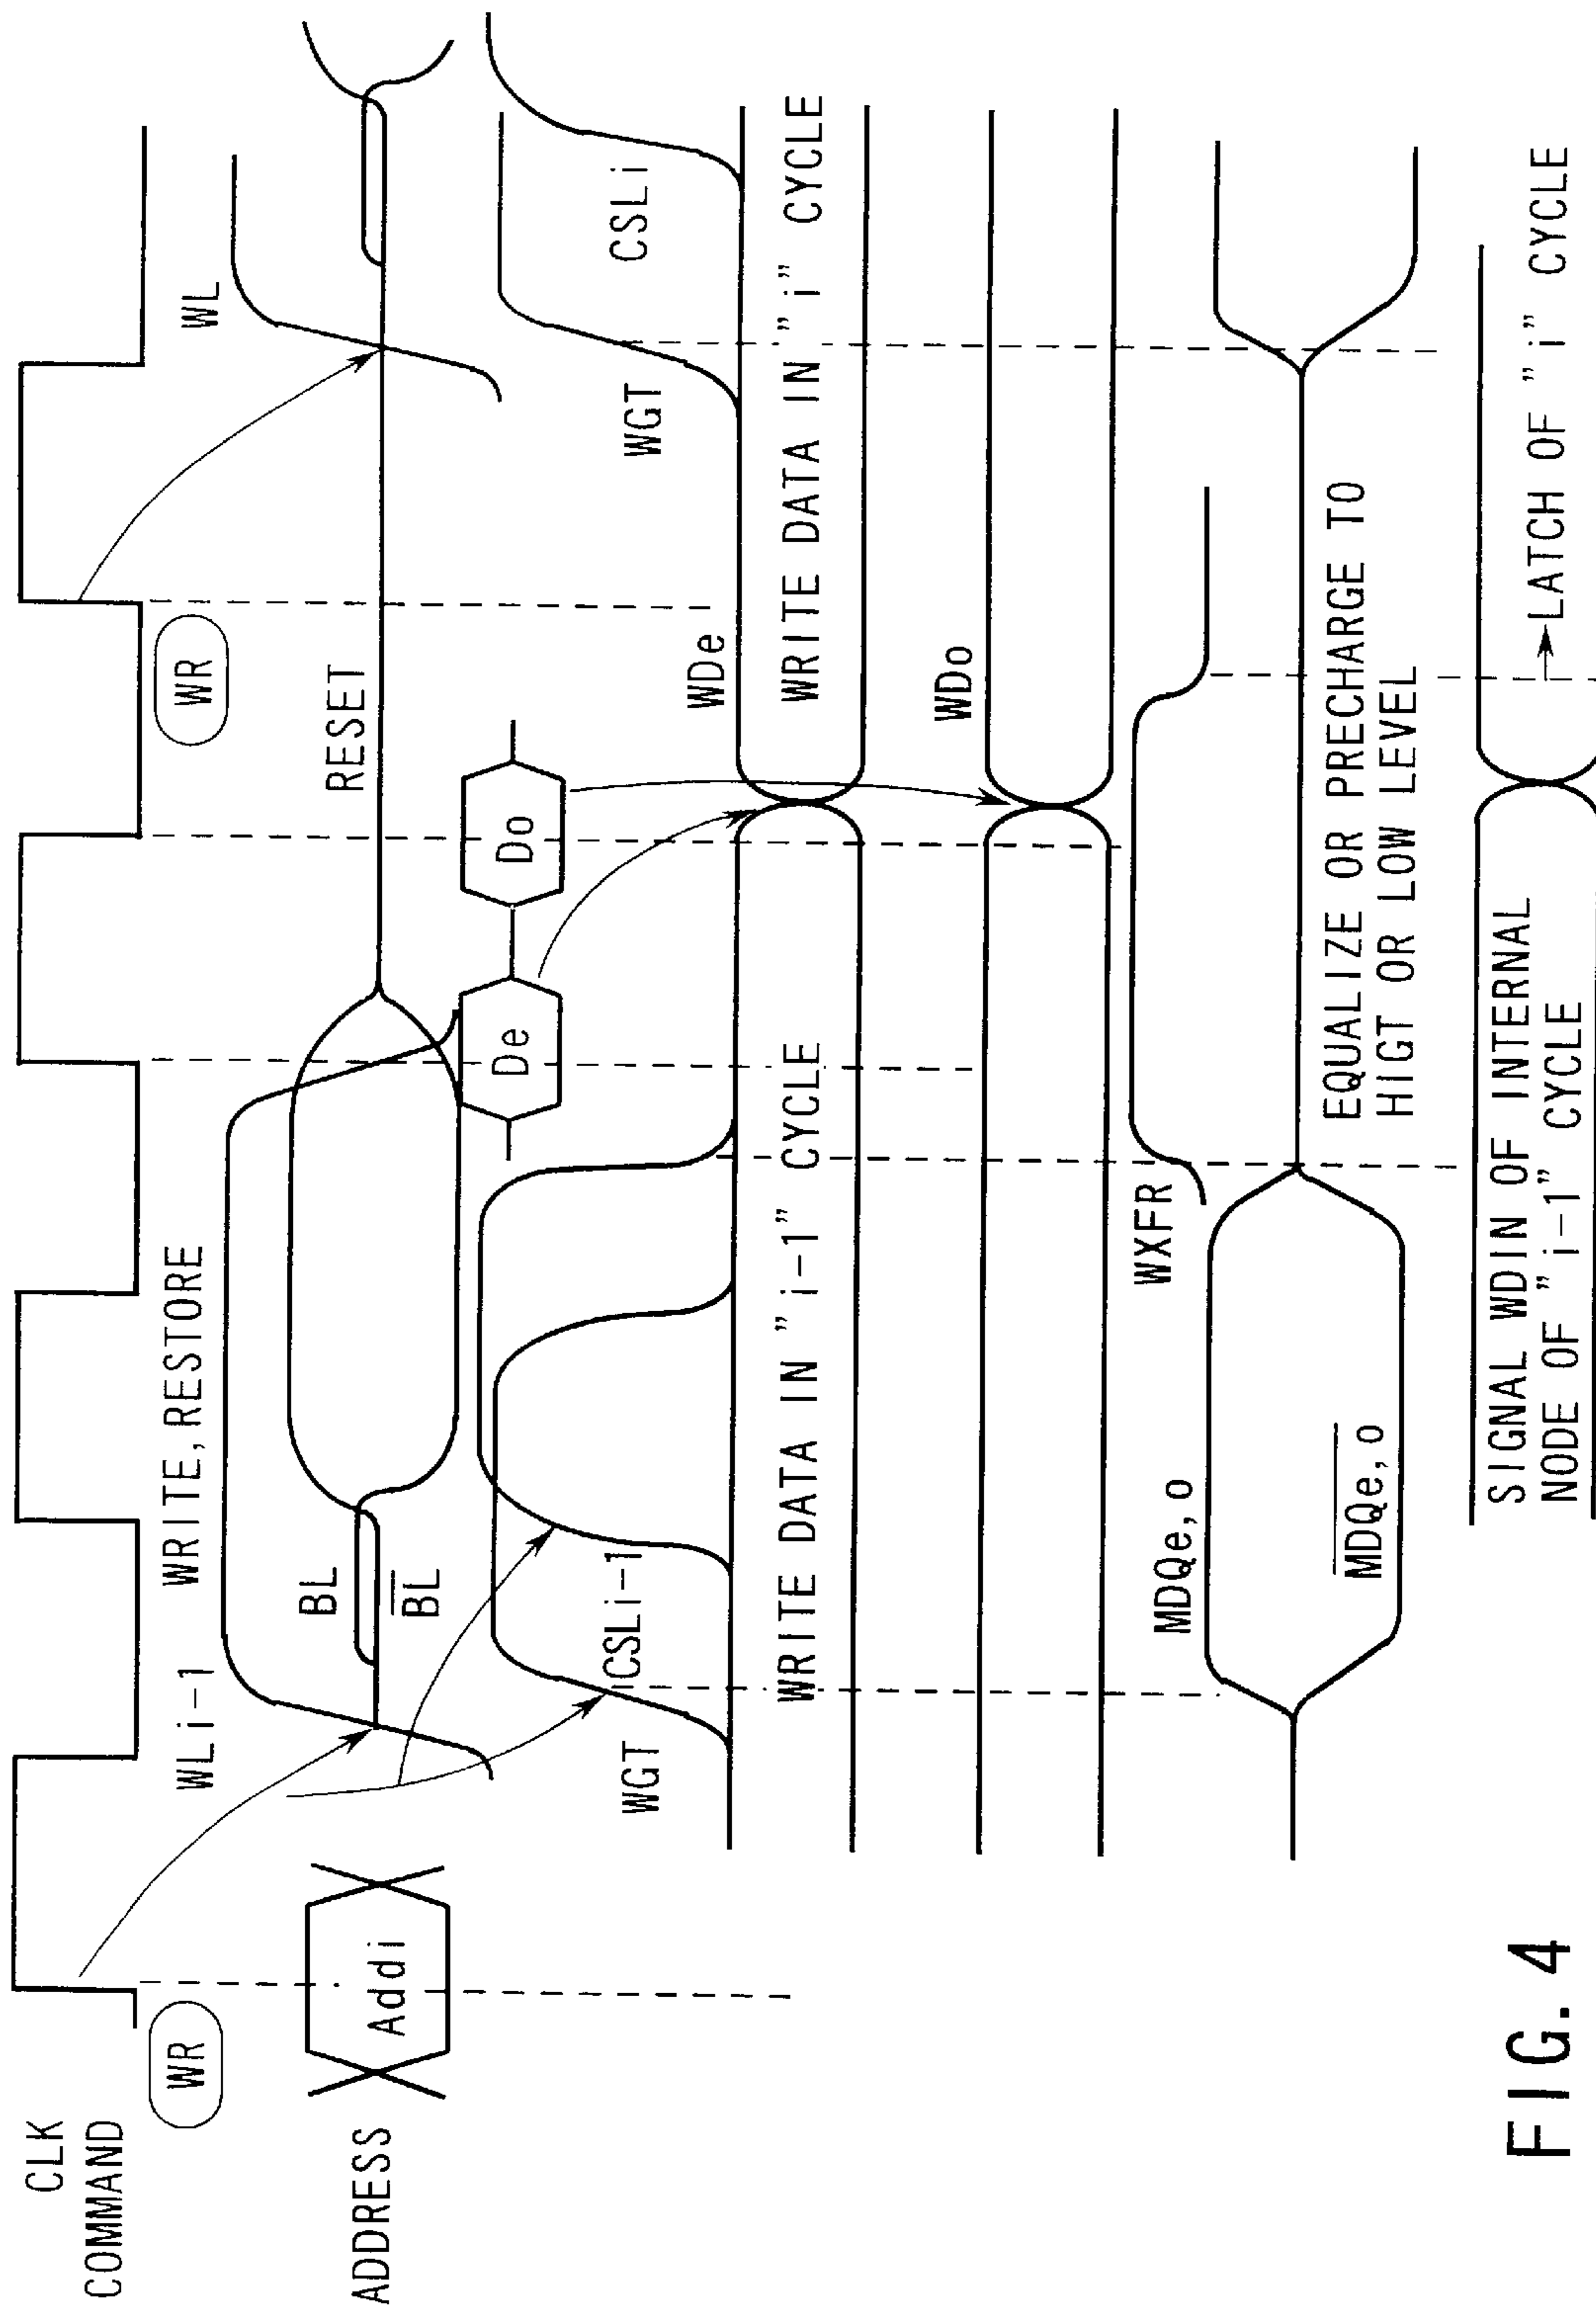 CLK
COMMAND
WR
WR
ADDRESS
Addi
WLi-1
WRITE,RESTORE
WL
BL
BL
RESET
De
Do
WGT
CSLi-1
WGT
CSLi
WDe
WRITE DATA IN "i-1" CYCLE
WRITE DATA IN "i" CYCLE
WDo
WXFR
MDQe,o
MDQe,o
EQUALIZE OR PRECHARGE TO
HIGT OR LOW LEVEL
SIGNAL WDIN OF INTERNAL
NODE OF "i-1" CYCLE
LATCH OF "i" CYCLE
FIG. 4